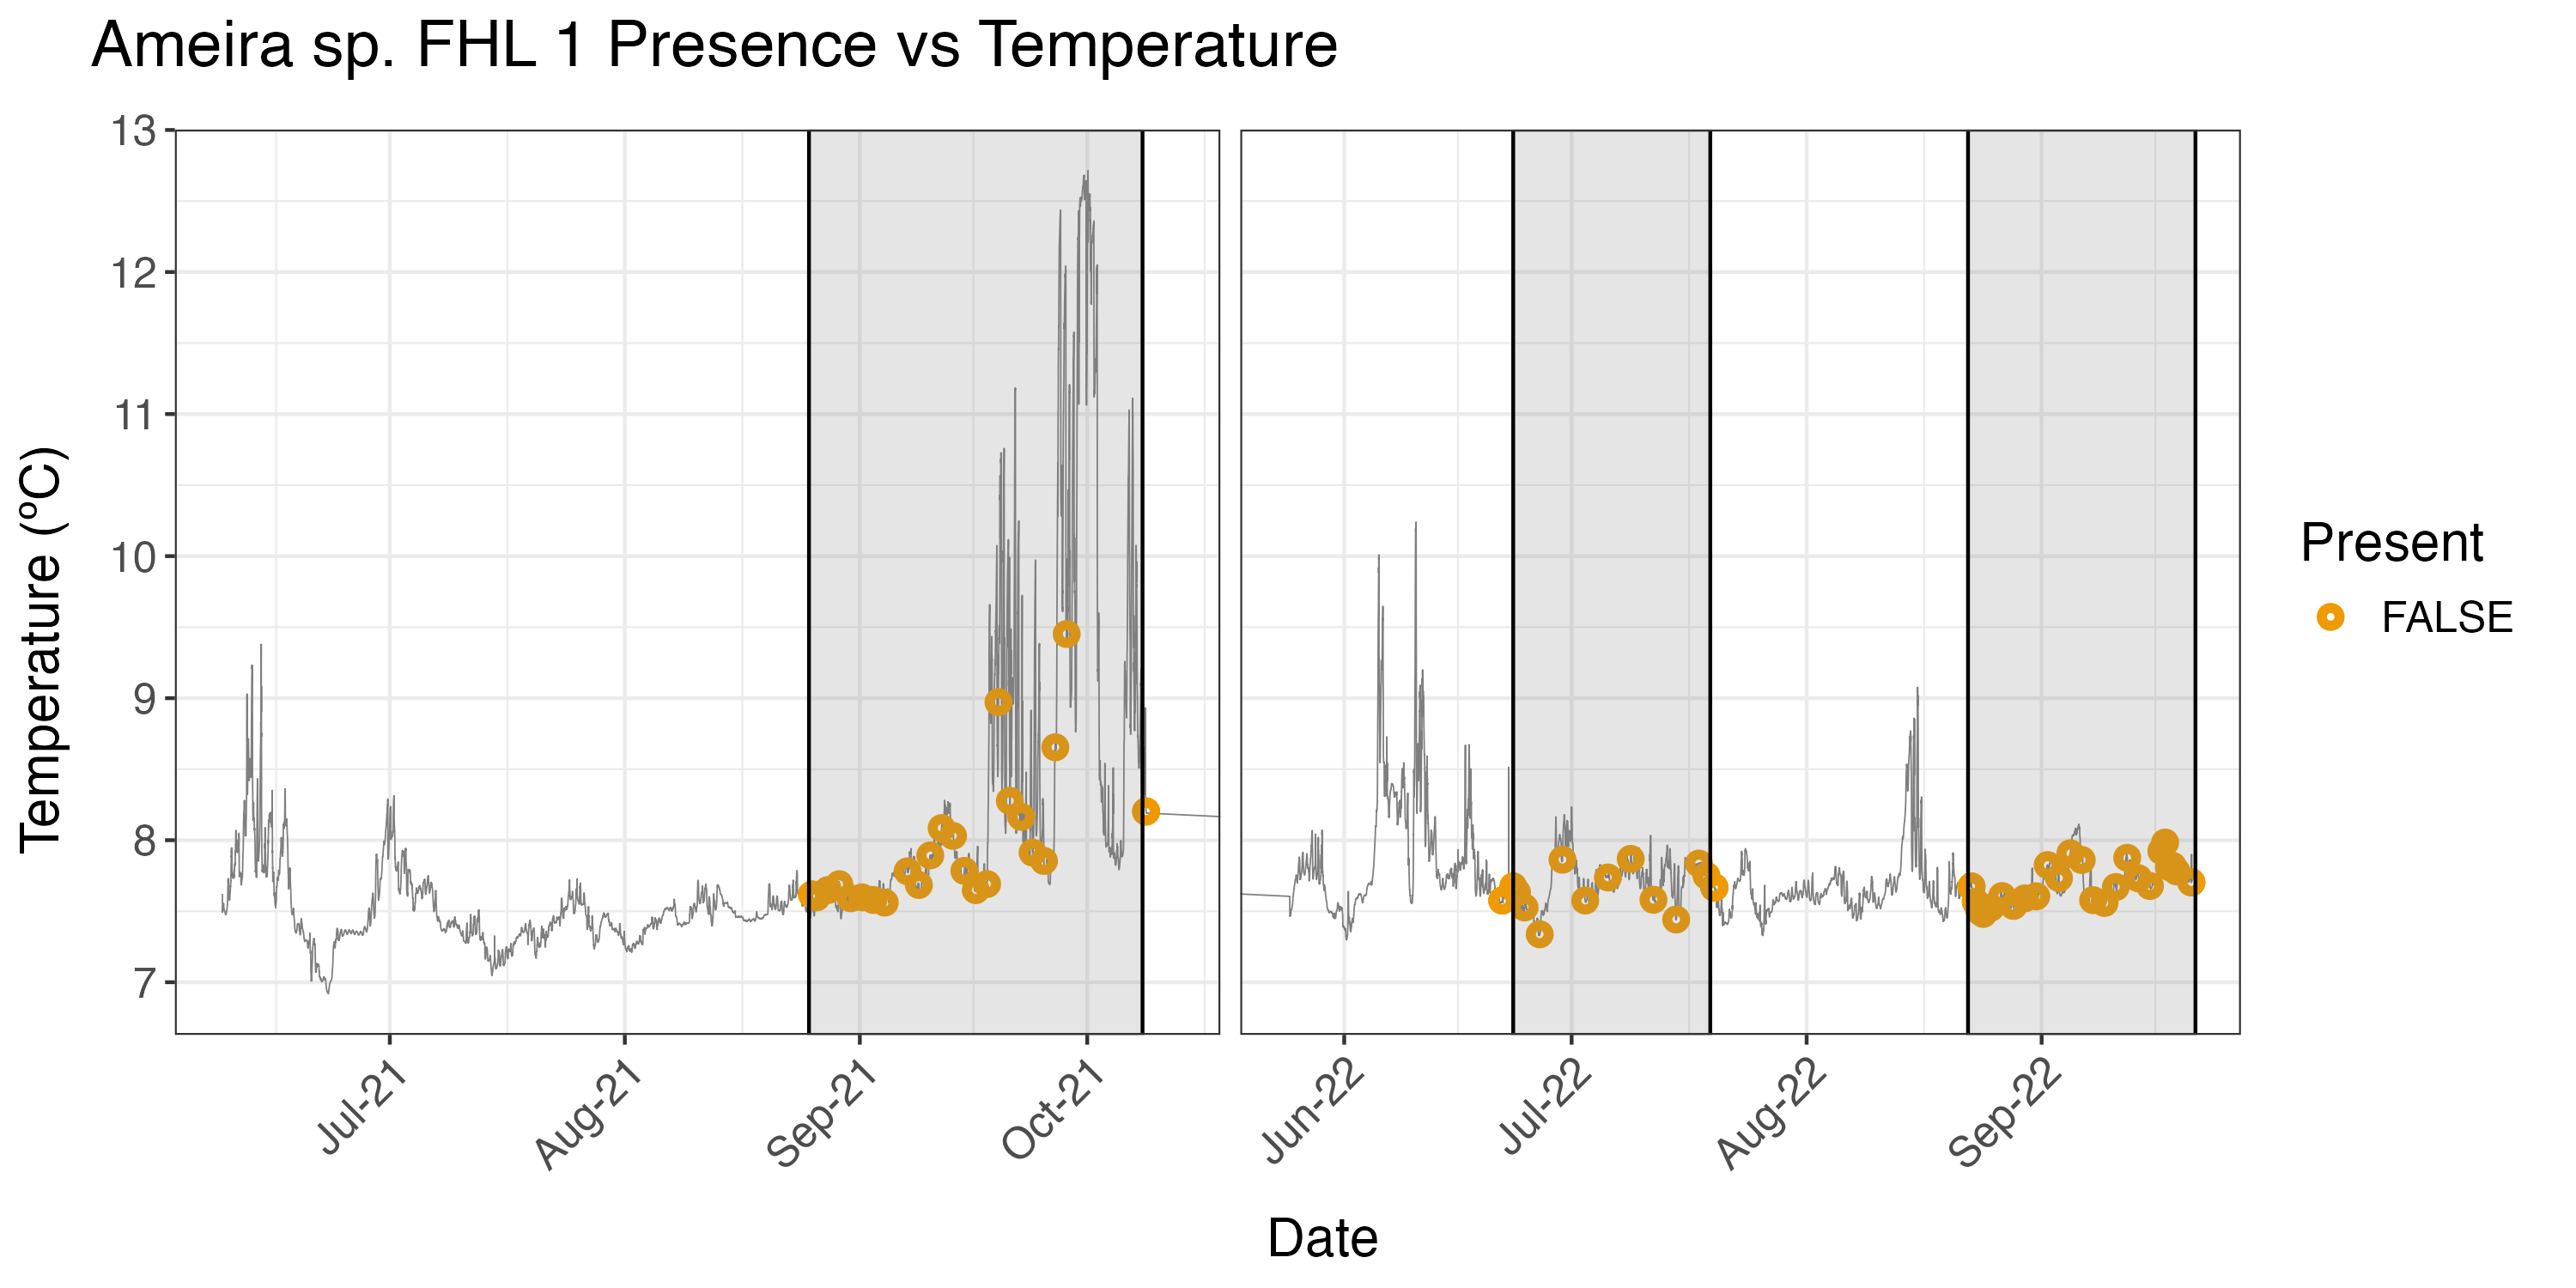 Ameira sp. FHL 1 Presence vs Temperature
Temperature (ºC)
13
12
11
10
9
8
7
Jul-21
Aug-21
Sep-21
Oct-21
Jun-22
Jul-22
Aug-22
Sep-22
Date
Present
FALSE